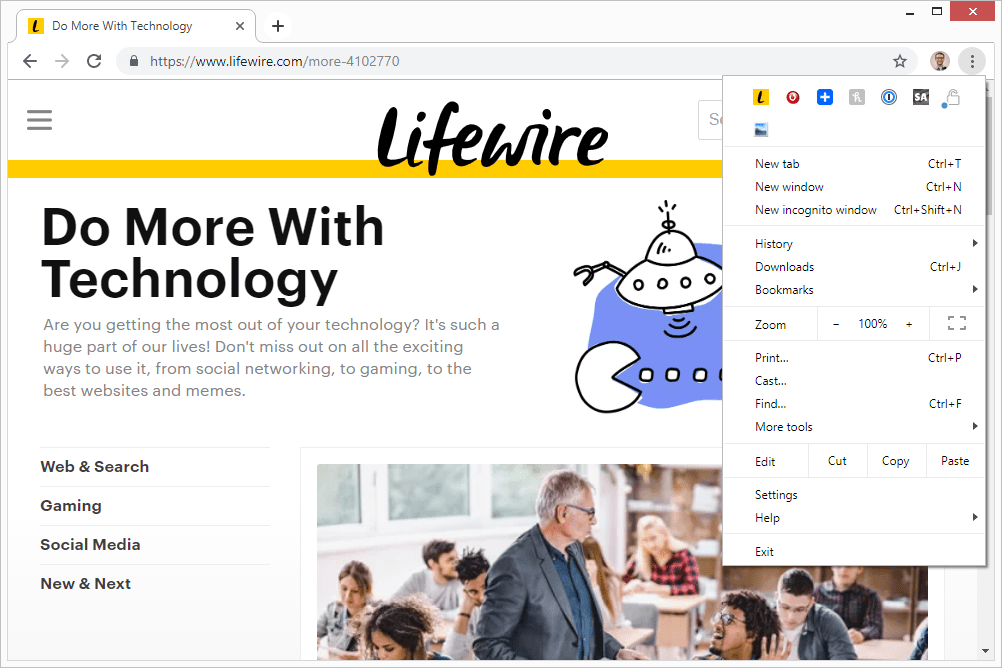 Do More With Technology
https://www.lifewire.com/more-4102770
Lifewire
Do More With
Technology
Are you getting the most out of your technology? It's such a
huge part of our lives! Don't miss out on all the exciting
ways to use it, from social networking, to gaming, to the
best websites and memes.
Web & Search
Gaming
Social Media
New & Next
L
SA
New tab Ctrl+T
New window Ctrl+N
New incognito window Ctrl+Shift+N
History
Downloads Ctrl+J
Bookmarks
Zoom − 100% +
Print... Ctrl+P
Cast...
Find... Ctrl+F
More tools
Edit Cut Copy Paste
Settings
Help
Exit